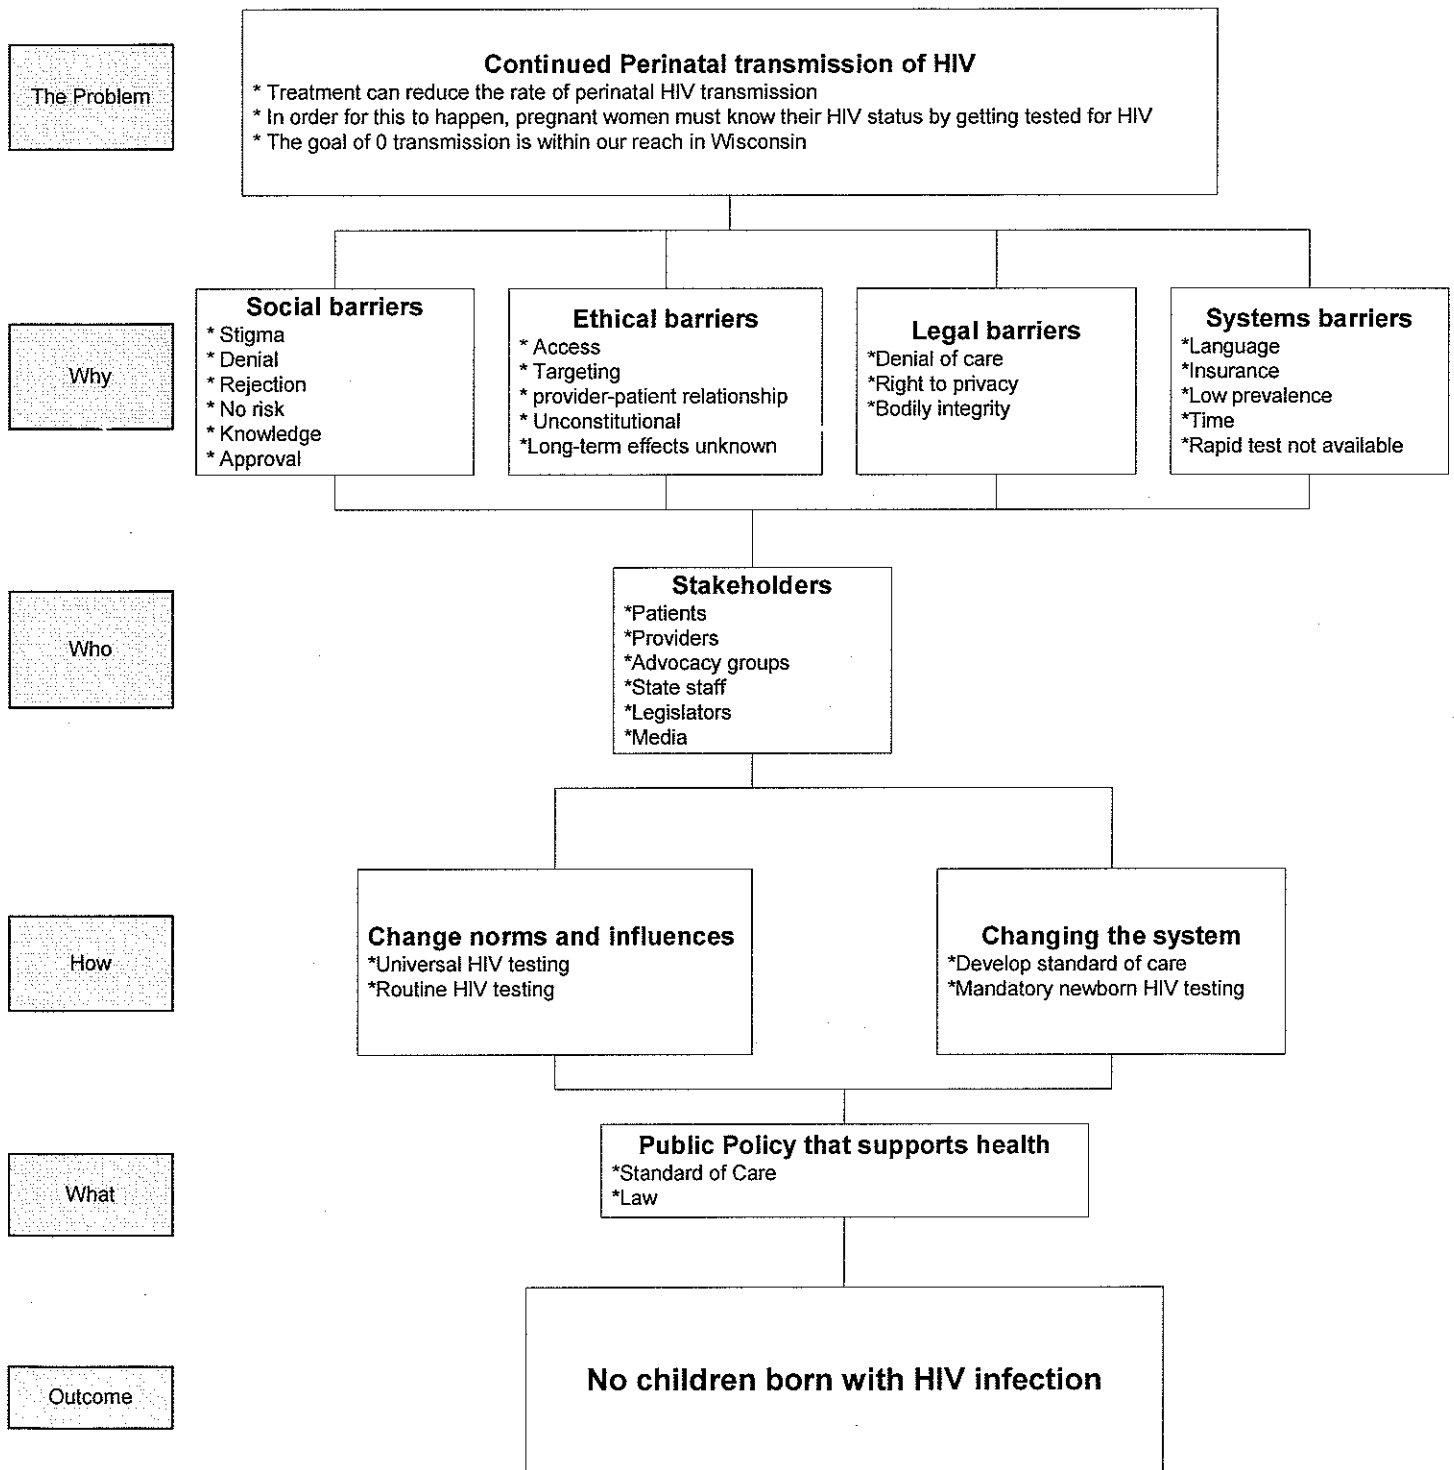 The Problem
Continued Perinatal transmission of HIV
* Treatment can reduce the rate of perinatal HIV transmission
* In order for this to happen, pregnant women must know their HIV status by getting tested for HIV
* The goal of 0 transmission is within our reach in Wisconsin
Why
Social barriers
* Stigma
* Denial
* Rejection
* No risk
* Knowledge
* Approval
Ethical barriers
* Access
* Targeting
* provider-patient relationship
* Unconstitutional
*Long-term effects unknown
Legal barriers
*Denial of care
*Right to privacy
*Bodily integrity
Systems barriers
*Language
*Insurance
*Low prevalence
*Time
*Rapid test not available
Who
Stakeholders
*Patients
*Providers
*Advocacy groups
*State staff
*Legislators
*Media
How
Change norms and influences
*Universal HIV testing
*Routine HIV testing
Changing the system
*Develop standard of care
*Mandatory newborn HIV testing
What
Public Policy that supports health
*Standard of Care
*Law
Outcome
No children born with HIV infection